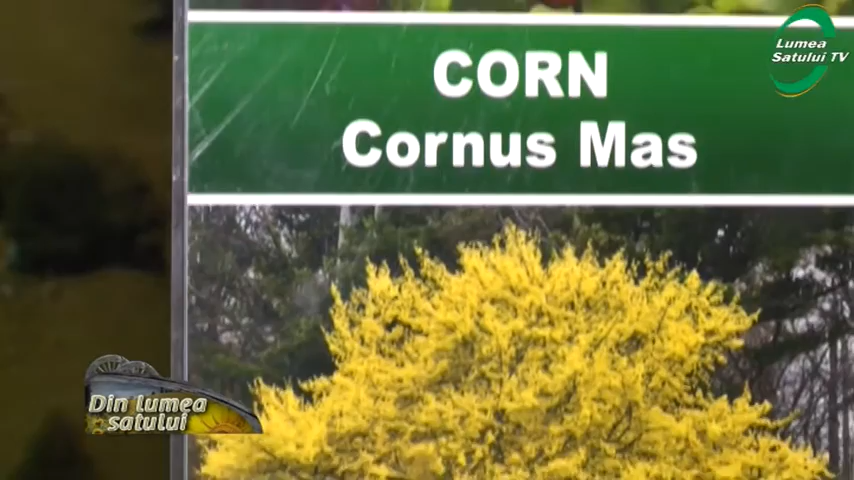 Lumea
Satului TV
CORN
Cornus Mas
Din lumea
satului